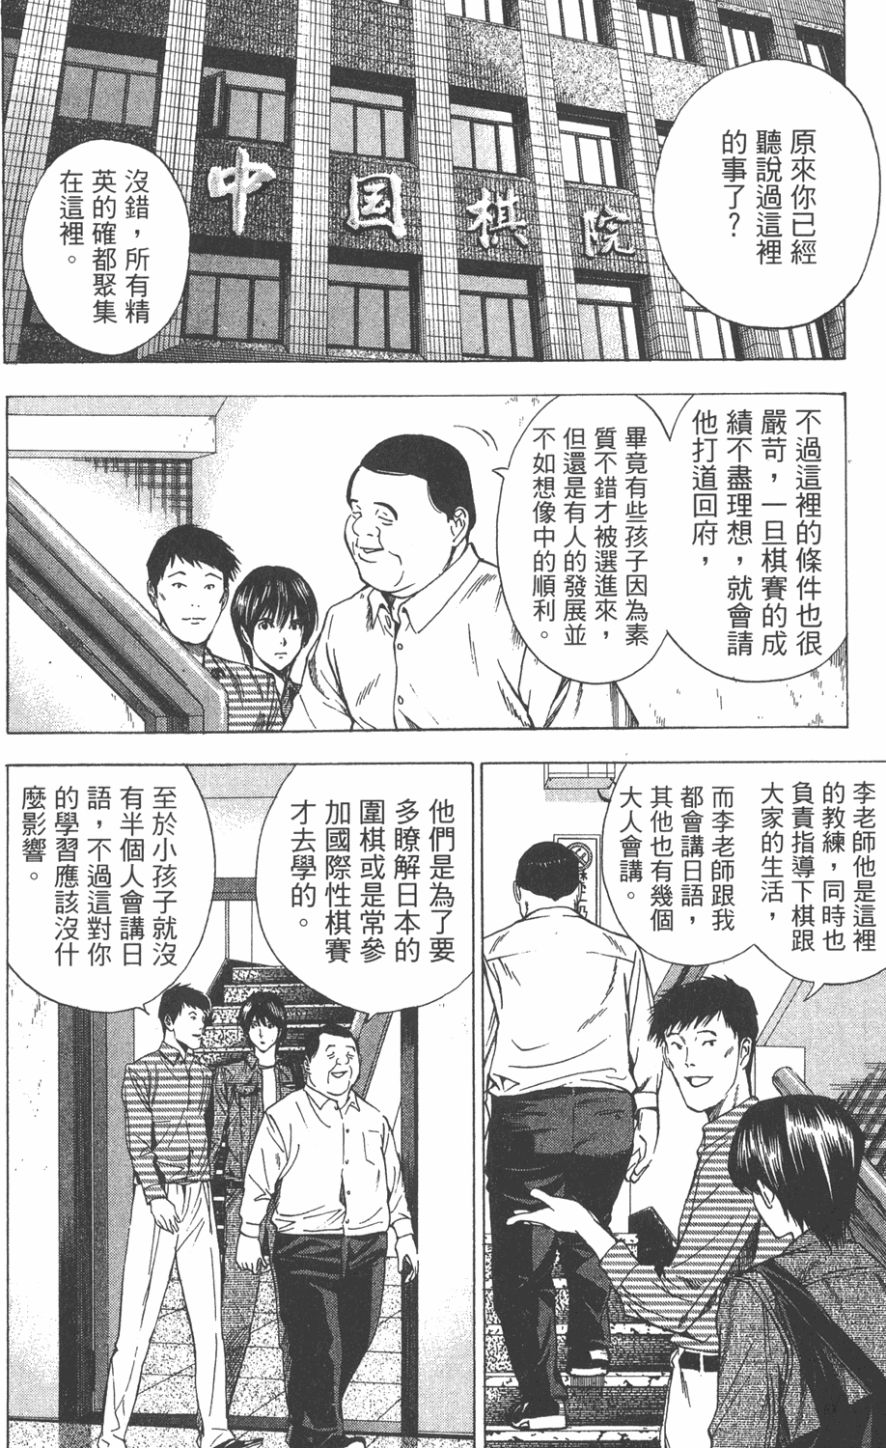 原來你已經
聽說過這裡
的事了？
中国棋院
沒錯，所有精
英的確都聚集
在這裡。
不過這裡的條件也很
嚴苛，一旦棋賽的成
績不盡理想，就會請
他打道回府，
畢竟有些孩子因為素
質不錯才被選進來，
但還是有人的發展並
不如想像中的順利。
李老師他是這裡
的教練，同時也
負責指導下棋跟
大家的生活，
而李老師跟我
都會講日語，
其他也有幾個
大人會講。
他們是為了要
多瞭解日本的
圍棋或是常參
加國際性棋賽
才去學的。
至於小孩子就沒
有半個人會講日
語，不過這對你
的學習應該沒什
麼影響。